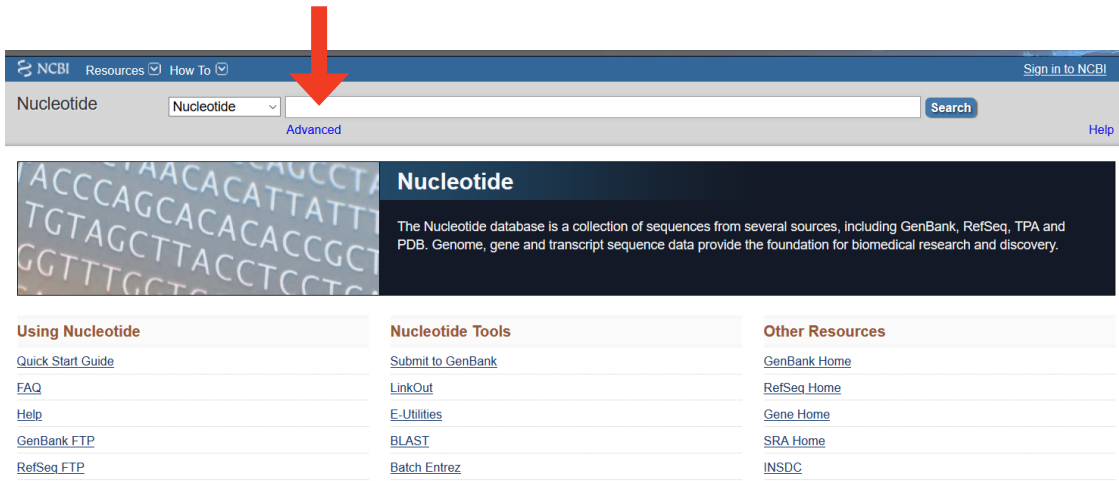 NCBI Resources How To Sign in to NCBI
Nucleotide Nucleotide Search
Advanced Help
Nucleotide
The Nucleotide database is a collection of sequences from several sources, including GenBank, RefSeq, TPA and
PDB. Genome, gene and transcript sequence data provide the foundation for biomedical research and discovery.
ACCCAGCACACACCGCT
TGTAGCTTACCTCCT
Using Nucleotide Nucleotide Tools Other Resources
Quick Start Guide Submit to GenBank GenBank Home
FAQ LinkOut RefSeq Home
Help E-Utilities Gene Home
GenBank FTP BLAST SRA Home
RefSeq FTP Batch Entrez INSDC